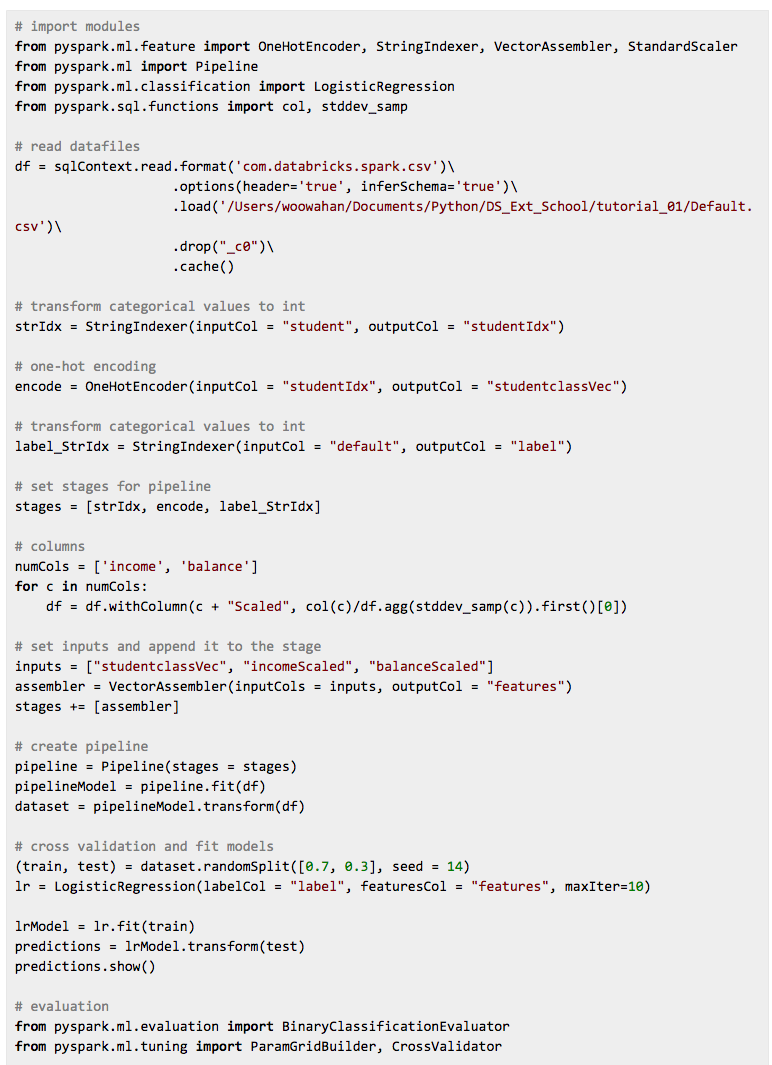 # import modules
from pyspark.ml.feature import OneHotEncoder, StringIndexer, VectorAssembler, StandardScaler
from pyspark.ml import Pipeline
from pyspark.ml.classification import LogisticRegression
from pyspark.sql.functions import col, stddev_samp

# read datafiles
df = sqlContext.read.format('com.databricks.spark.csv')\
                    .options(header='true', inferSchema='true')\
                    .load('/Users/woowahan/Documents/Python/DS_Ext_School/tutorial_01/Default.
csv')\
                    .drop("_c0")\
                    .cache()

# transform categorical values to int
strIdx = StringIndexer(inputCol = "student", outputCol = "studentIdx")

# one-hot encoding
encode = OneHotEncoder(inputCol = "studentIdx", outputCol = "studentclassVec")

# transform categorical values to int
label_StrIdx = StringIndexer(inputCol = "default", outputCol = "label")

# set stages for pipeline
stages = [strIdx, encode, label_StrIdx]

# columns
numCols = ['income', 'balance']
for c in numCols:
    df = df.withColumn(c + "Scaled", col(c)/df.agg(stddev_samp(c)).first()[0])

# set inputs and append it to the stage
inputs = ["studentclassVec", "incomeScaled", "balanceScaled"]
assembler = VectorAssembler(inputCols = inputs, outputCol = "features")
stages += [assembler]

# create pipeline
pipeline = Pipeline(stages = stages)
pipelineModel = pipeline.fit(df)
dataset = pipelineModel.transform(df)

# cross validation and fit models
(train, test) = dataset.randomSplit([0.7, 0.3], seed = 14)
lr = LogisticRegression(labelCol = "label", featuresCol = "features", maxIter=10)

lrModel = lr.fit(train)
predictions = lrModel.transform(test)
predictions.show()

# evaluation
from pyspark.ml.evaluation import BinaryClassificationEvaluator
from pyspark.ml.tuning import ParamGridBuilder, CrossValidator